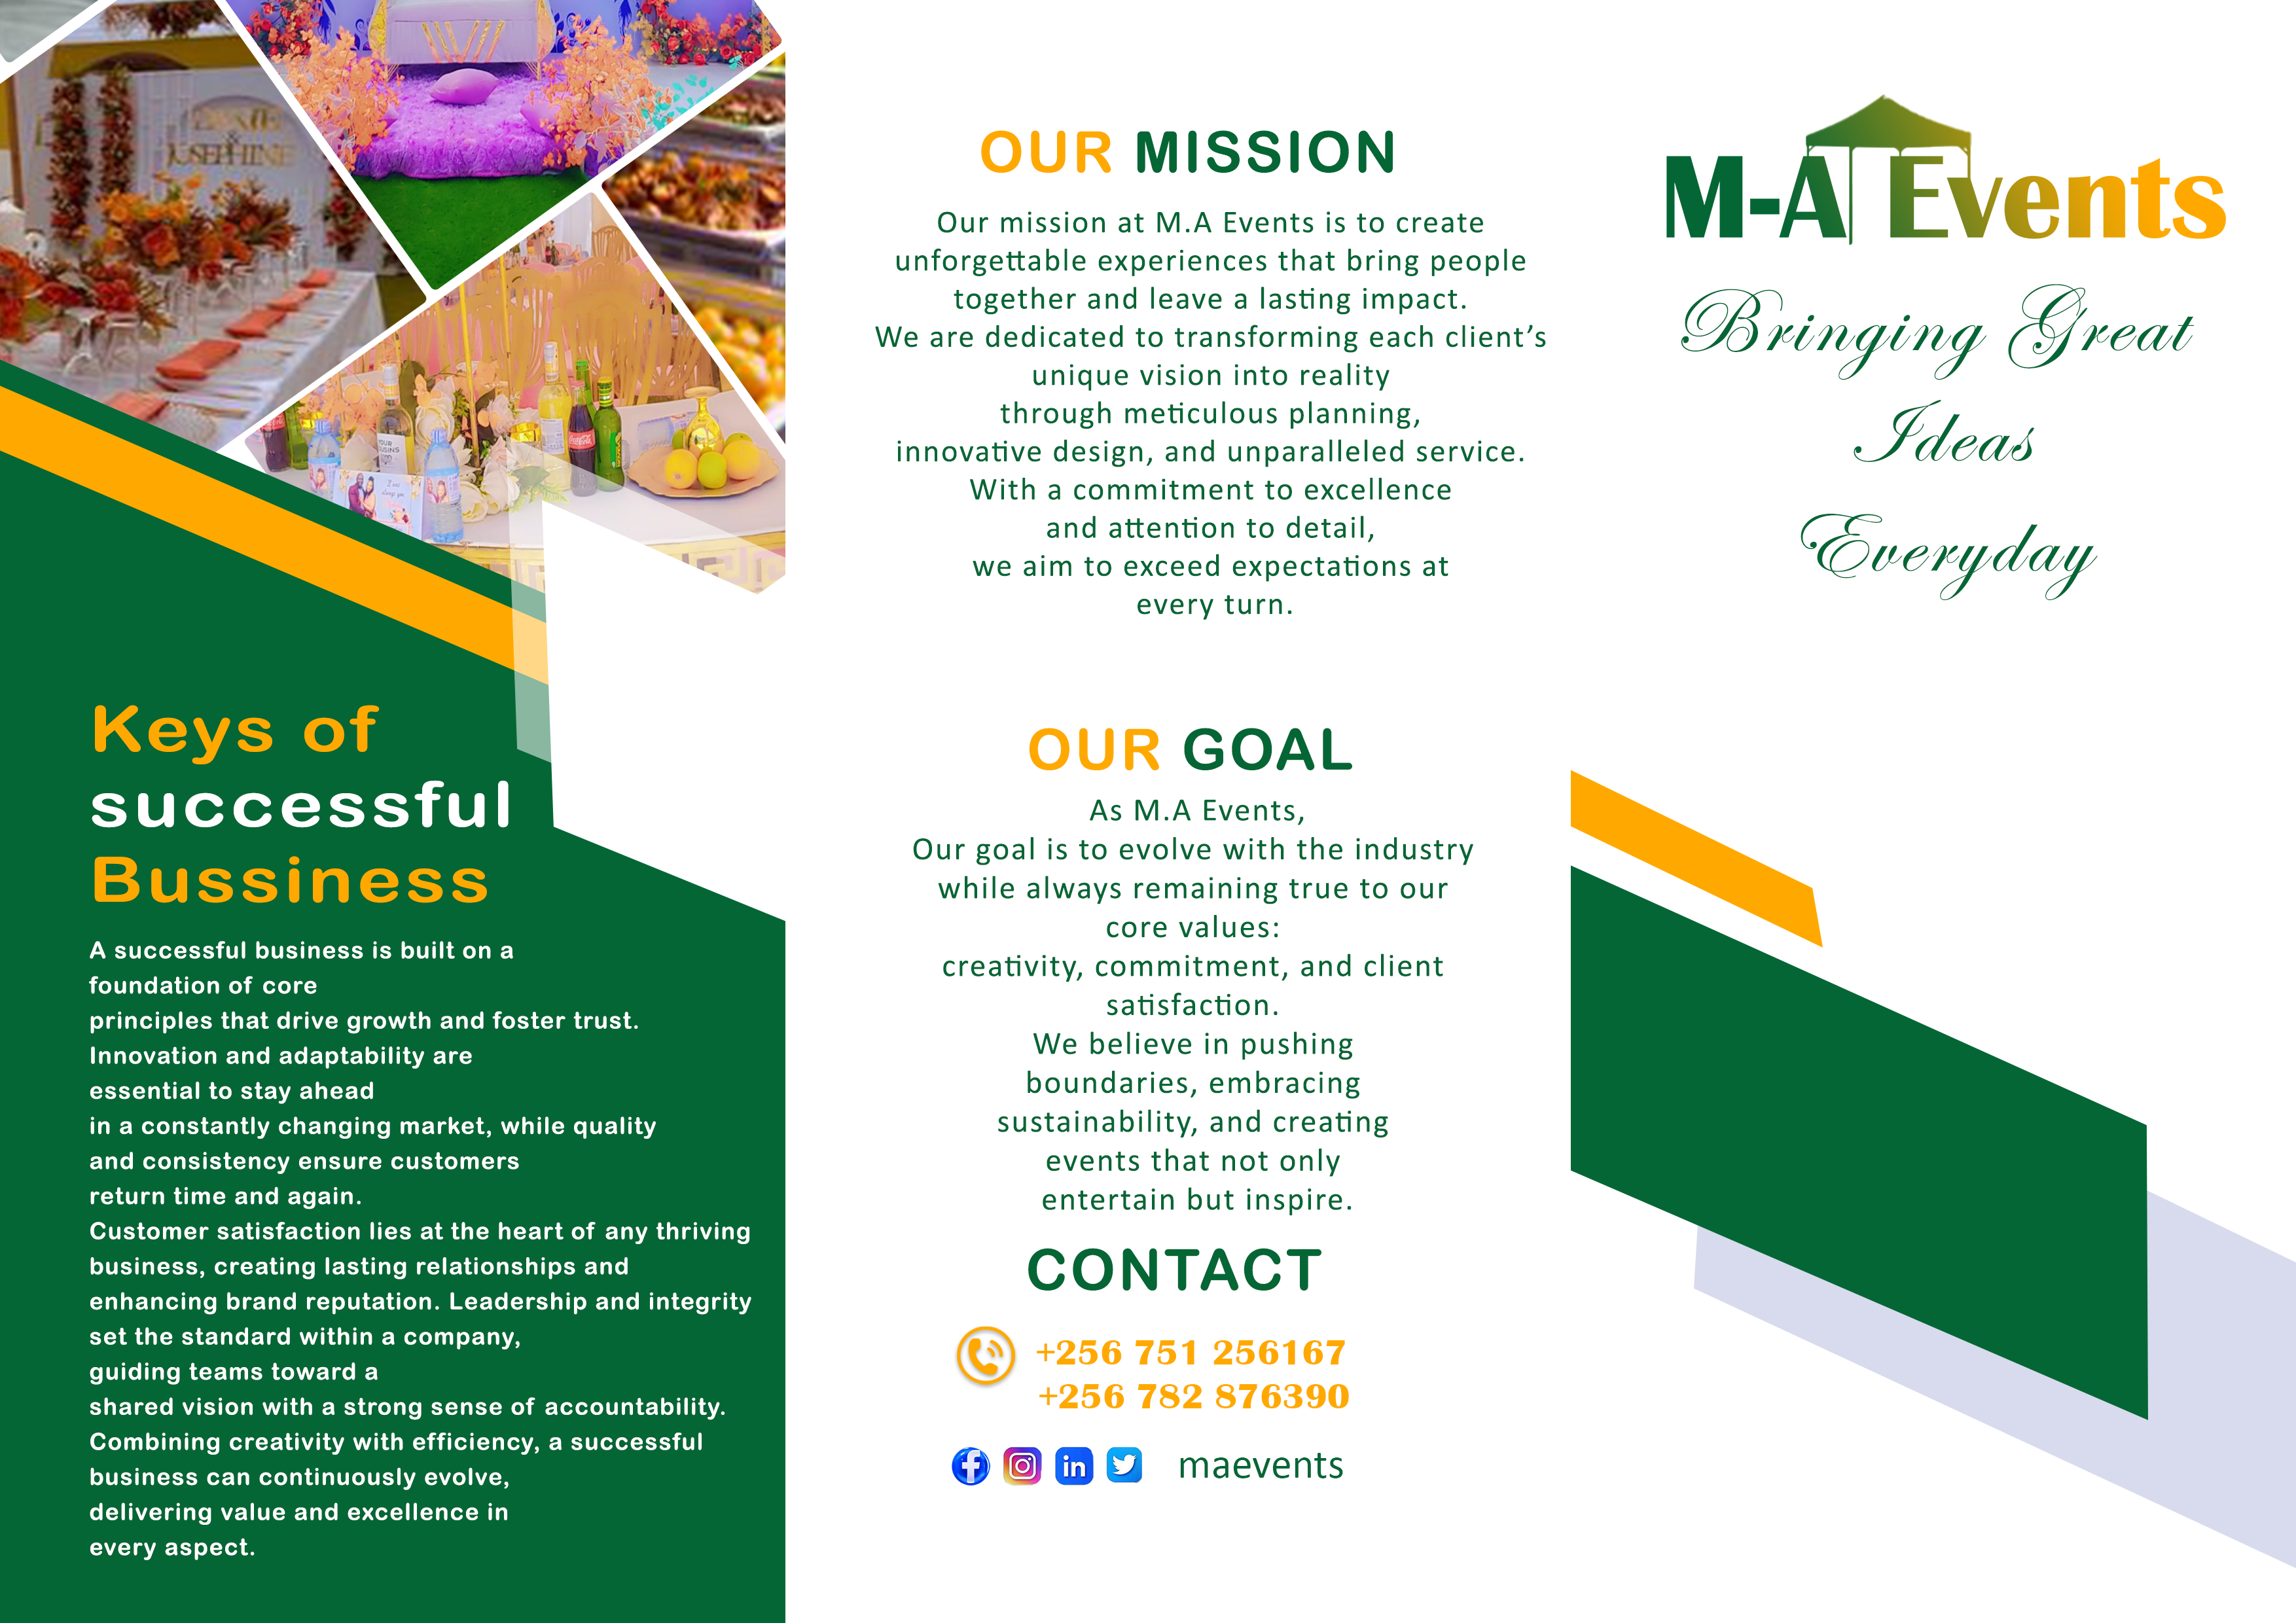 & JOSEPHINE
Keys of
successful
Bussiness
A successful business is built on a
foundation of core
principles that drive growth and foster trust.
Innovation and adaptability are
essential to stay ahead
in a constantly changing market, while quality
and consistency ensure customers
return time and again.
Customer satisfaction lies at the heart of any thriving
business, creating lasting relationships and
enhancing brand reputation. Leadership and integrity
set the standard within a company,
guiding teams toward a
shared vision with a strong sense of accountability.
Combining creativity with efficiency, a successful
business can continuously evolve,
delivering value and excellence in
every aspect.
OUR MISSION
Our mission at M.A Events is to create
unforgettable experiences that bring people
together and leave a lasting impact.
We are dedicated to transforming each client’s
unique vision into reality
through meticulous planning,
innovative design, and unparalleled service.
With a commitment to excellence
and attention to detail,
we aim to exceed expectations at
every turn.
OUR GOAL
As M.A Events,
Our goal is to evolve with the industry
while always remaining true to our
core values:
creativity, commitment, and client
satisfaction.
We believe in pushing
boundaries, embracing
sustainability, and creating
events that not only
entertain but inspire.
CONTACT
+256 751 256167
+256 782 876390
maevents
M-A Events
Bringing Great
Ideas
Everyday